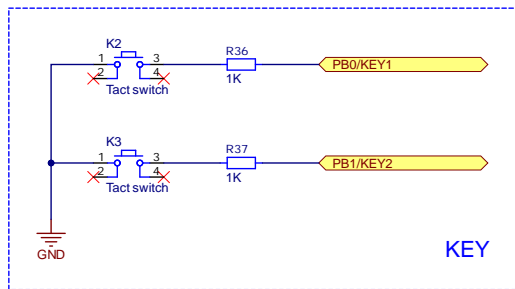 K2
R36
1 3
PB0/KEY1
2 4
1K
Tact switch
K3
R37
1 3
PB1/KEY2
2 4
1K
Tact switch
GND
KEY